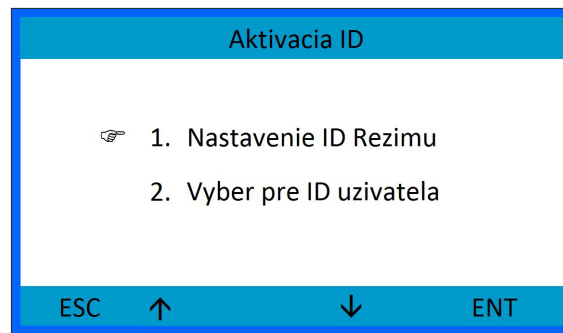 Aktivacia ID
☞ 1. Nastavenie ID Rezimu
2. Vyber pre ID uzivatela
ESC ↑ ↓ ENT